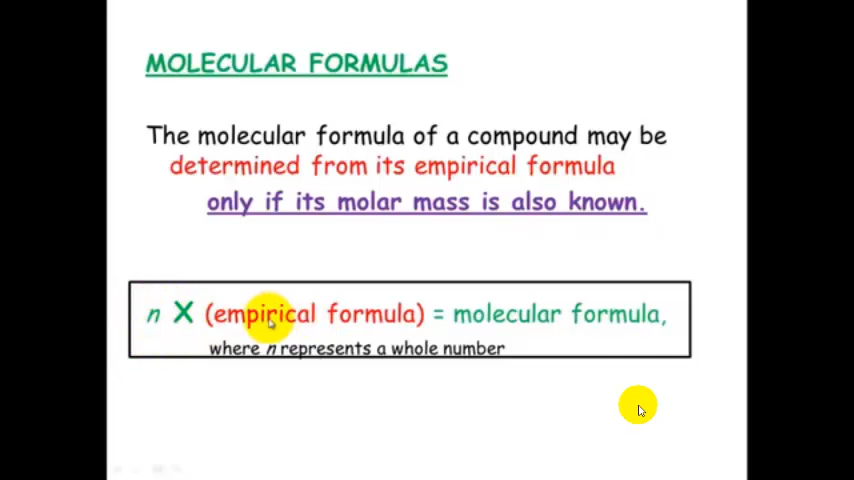 MOLECULAR FORMULAS
The molecular formula of a compound may be
determined from its empirical formula
only if its molar mass is also known.
n X (empirical formula) = molecular formula,
where n represents a whole number